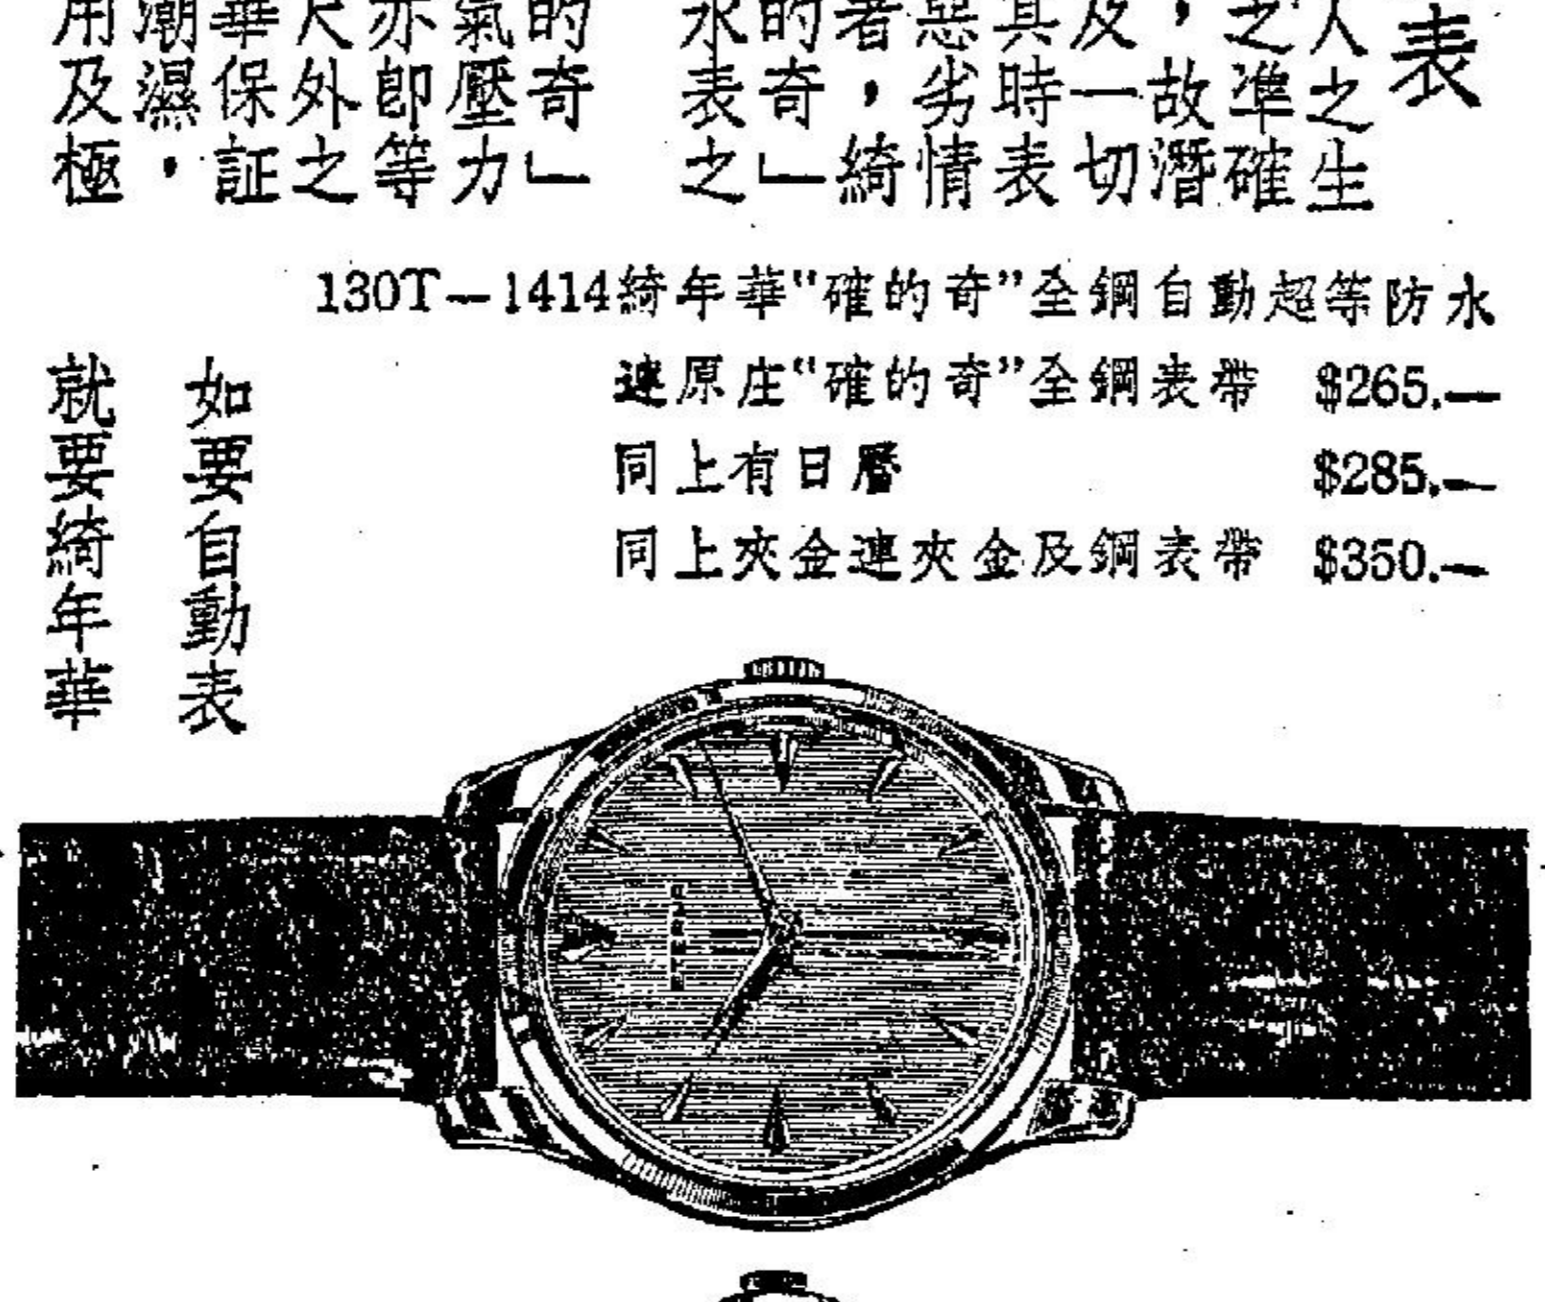 表
人之生
之準確
，故潛
及一切
其時表
惡劣情
者，綺
的奇」
水表之
的奇」
氣壓力
亦即等
尺外之
華保証
潮濕，
用及極
130T—1414綺年華“確的奇”全鋼自動超等防水
連原庄“確的奇”全鋼表帶 $265.—
同上有日曆 $285.—
同上夾金連夾金及鋼表帶 $350.—
如要自動表
就要綺年華